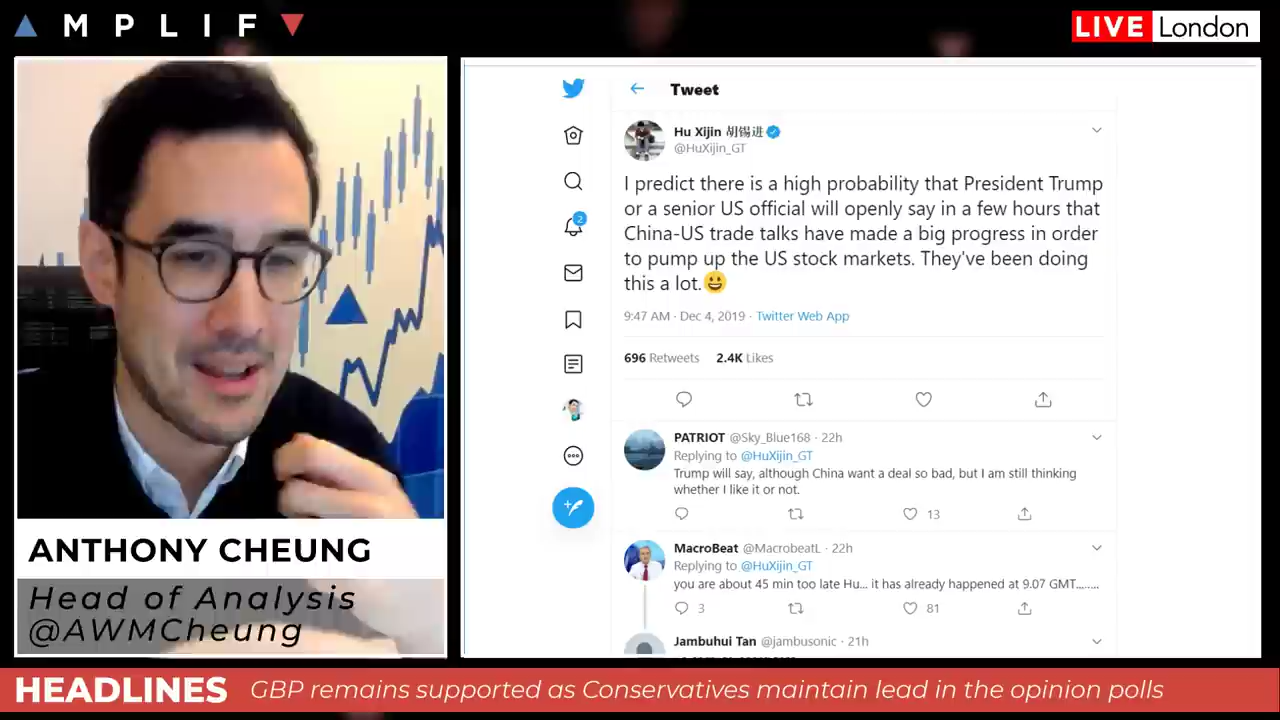 AMPLIFY
LIVE London
Tweet
Hu Xijin 胡锡进
@HuXijin_GT
I predict there is a high probability that President Trump
or a senior US official will openly say in a few hours that
China-US trade talks have made a big progress in order
to pump up the US stock markets. They've been doing
this a lot.😀
9:47 AM · Dec 4, 2019 · Twitter Web App
696 Retweets 2.4K Likes
2
PATRIOT @Sky_Blue168 · 22h
Replying to @HuXijin_GT
Trump will say, although China want a deal so bad, but I am still thinking
whether I like it or not.
13
MacroBeat @MacrobeatL · 22h
Replying to @HuXijin_GT
you are about 45 min too late Hu... it has already happened at 9.07 GMT.......
3 81
Jambuhui Tan @jambusonic · 21h
ANTHONY CHEUNG
Head of Analysis
@AWMCheung
HEADLINES GBP remains supported as Conservatives maintain lead in the opinion polls